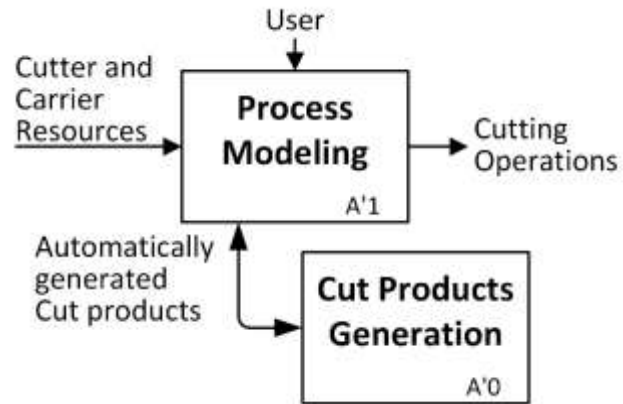 User
Cutter and
Carrier
Resources
Process
Modeling
A'1
Cutting
Operations
Automatically
generated
Cut products
Cut Products
Generation
A'0